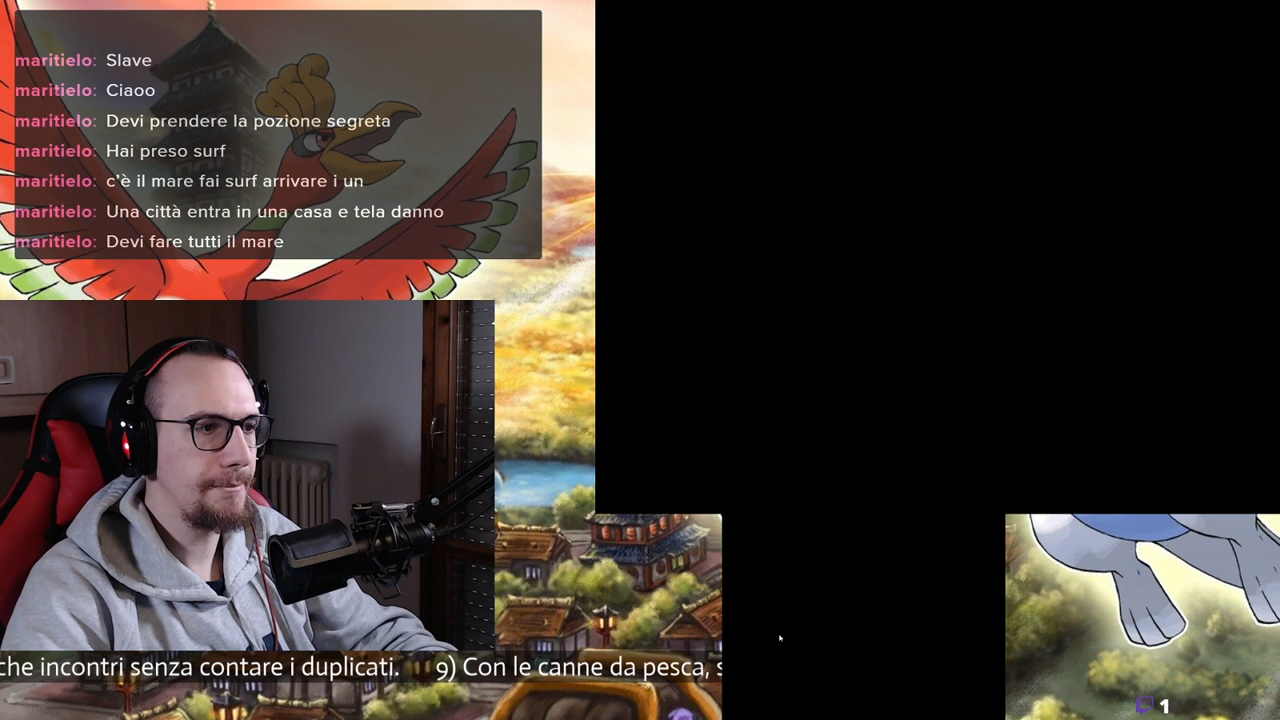 maritielo: Slave
maritielo: Ciaoo
maritielo: Devi prendere la pozione segreta
maritielo: Hai preso surf
maritielo: c'è il mare fai surf arrivare i un
maritielo: Una città entra in una casa e tela danno
maritielo: Devi fare tutti il mare
che incontri senza contare i duplicati. 9) Con le canne da pesca, s
1